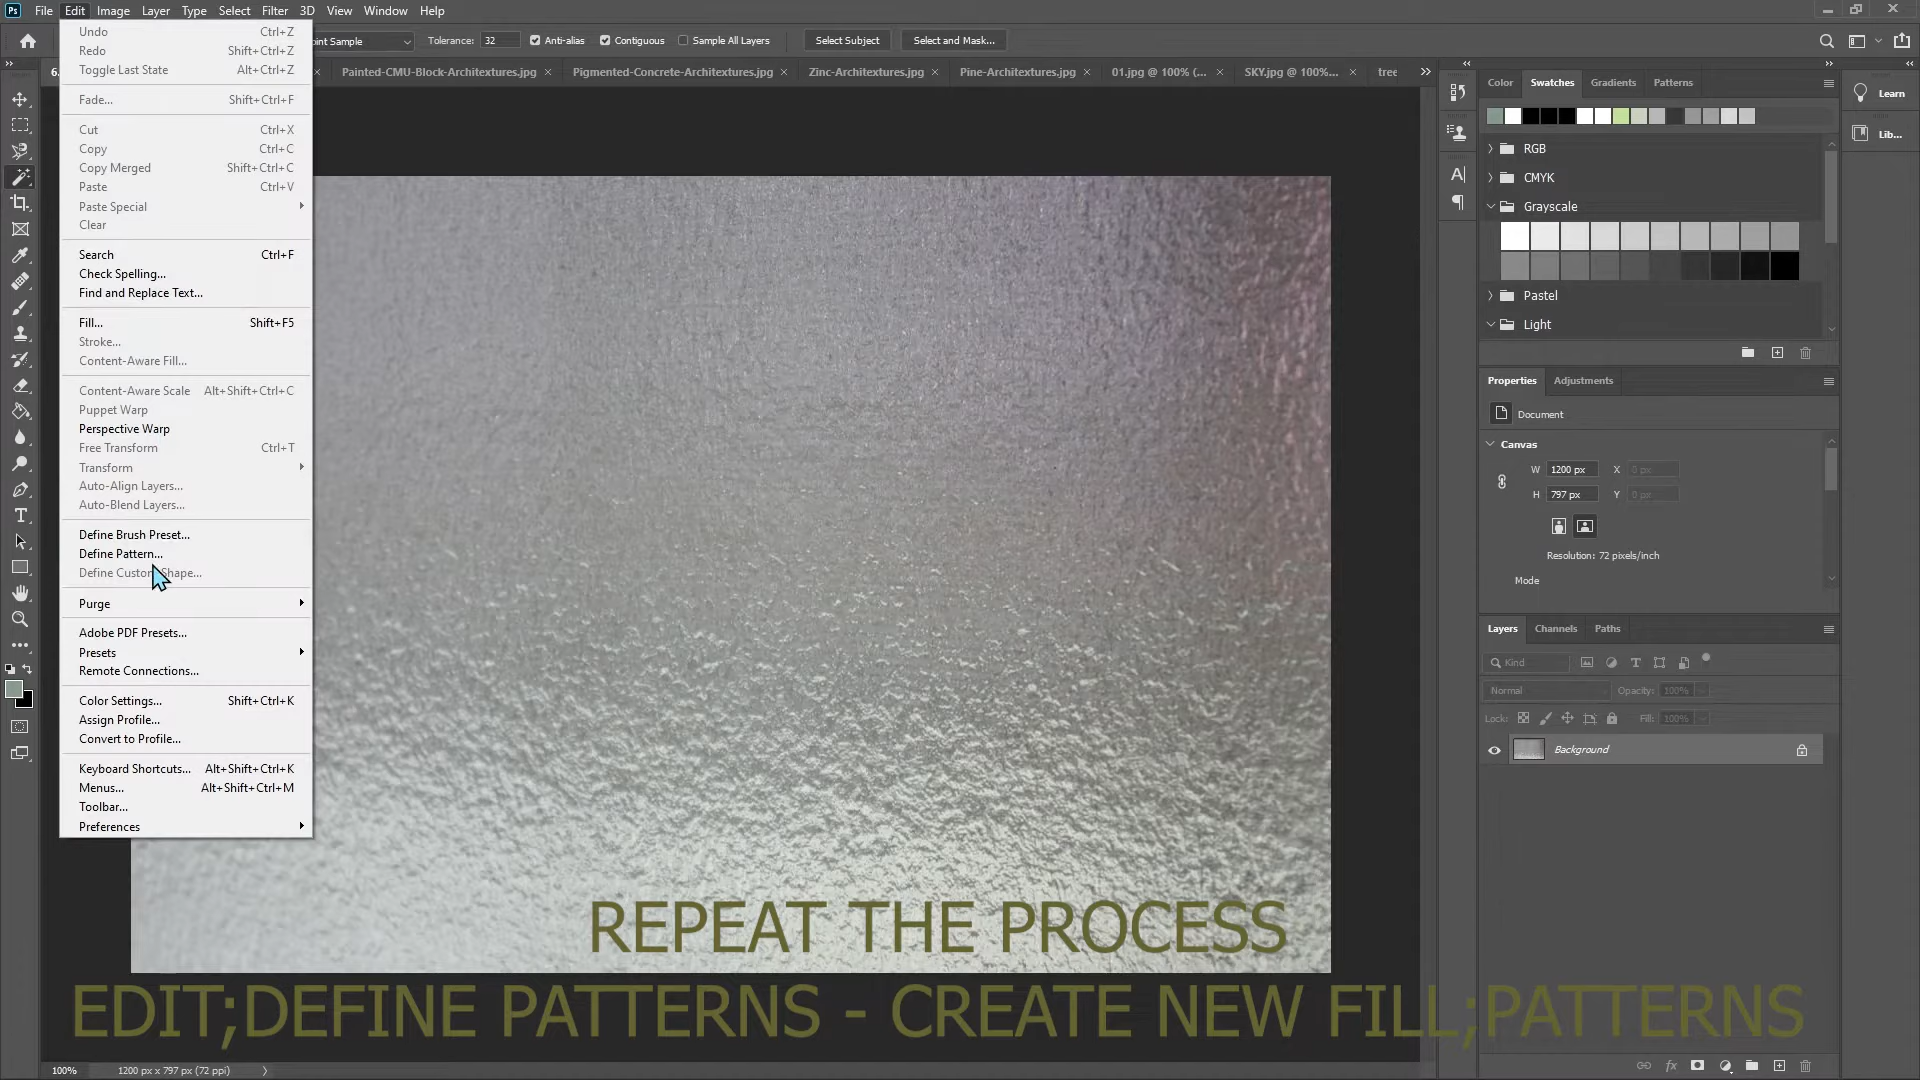 Ps File Edit Image Layer Type Select Filter 3D View Window Help
oint Sample Tolerance: 32 Anti-alias Contiguous Sample All Layers Select Subject Select and Mask...
6. Painted-CMU-Block-Architextures.jpg Pigmented-Concrete-Architextures.jpg Zinc-Architextures.jpg Pine-Architextures.jpg 01.jpg @ 100% (... SKY.jpg @ 100%... tree
Undo Ctrl+Z
Redo Shift+Ctrl+Z
Toggle Last State Alt+Ctrl+Z
Fade... Shift+Ctrl+F
Cut Ctrl+X
Copy Ctrl+C
Copy Merged Shift+Ctrl+C
Paste Ctrl+V
Paste Special
Clear
Search Ctrl+F
Check Spelling...
Find and Replace Text...
Fill... Shift+F5
Stroke...
Content-Aware Fill...
Content-Aware Scale Alt+Shift+Ctrl+C
Puppet Warp
Perspective Warp
Free Transform Ctrl+T
Transform
Auto-Align Layers...
Auto-Blend Layers...
Define Brush Preset...
Define Pattern...
Define Custom Shape...
Purge
Adobe PDF Presets...
Presets
Remote Connections...
Color Settings... Shift+Ctrl+K
Assign Profile...
Convert to Profile...
Keyboard Shortcuts... Alt+Shift+Ctrl+K
Menus... Alt+Shift+Ctrl+M
Toolbar...
Preferences
Color Swatches Gradients Patterns
RGB
CMYK
Grayscale
Pastel
Light
Learn
Lib...
Properties Adjustments
Document
Canvas
W 1200 px X 0 px
H 797 px Y 0 px
Resolution: 72 pixels/inch
Mode
Layers Channels Paths
Kind
Normal Opacity: 100%
Lock: Fill: 100%
Background
REPEAT THE PROCESS
EDIT;DEFINE PATTERNS - CREATE NEW FILL;PATTERNS
100% 1200 px x 797 px (72 ppi)